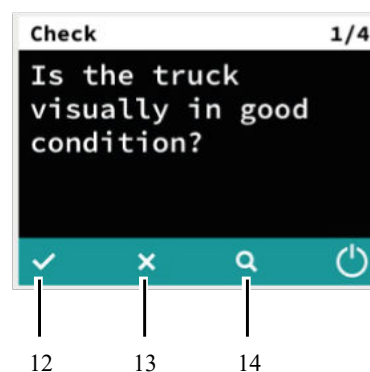 Check 1/4
Is the truck
visually in good
condition?
12 13 14